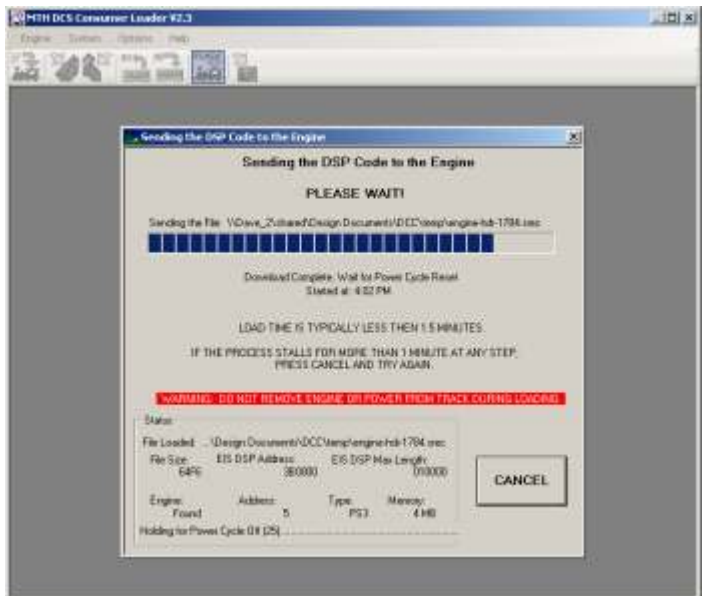 MTH DCS Consumer Loader V2.3
Engine System Options Help
Sending the DSP Code to the Engine
Sending the DSP Code to the Engine
PLEASE WAIT!
Sending the File: \\Dave_2\shared\Design Documents\DCC\temp\engine-hdr-1784.smc
Download Complete. Wait for Power Cycle Reset
Started at: 4:02 PM
LOAD TIME IS TYPICALLY LESS THEN 1.5 MINUTES.
IF THE PROCESS STALLS FOR MORE THAN 1 MINUTE AT ANY STEP,
PRESS CANCEL AND TRY AGAIN.
WARNING: DO NOT REMOVE ENGINE OR POWER FROM TRACK DURING LOADING
Status
File Loaded: ...\Design Documents\DCC\temp\engine-hdr-1784.smc
File Size: EIS DSP Address: EIS DSP Max Length:
64F6 3B0000 010000
CANCEL
Engine: Address: Type: Memory:
Found 5 PS3 4 MB
Holding for Power Cycle Off (25)